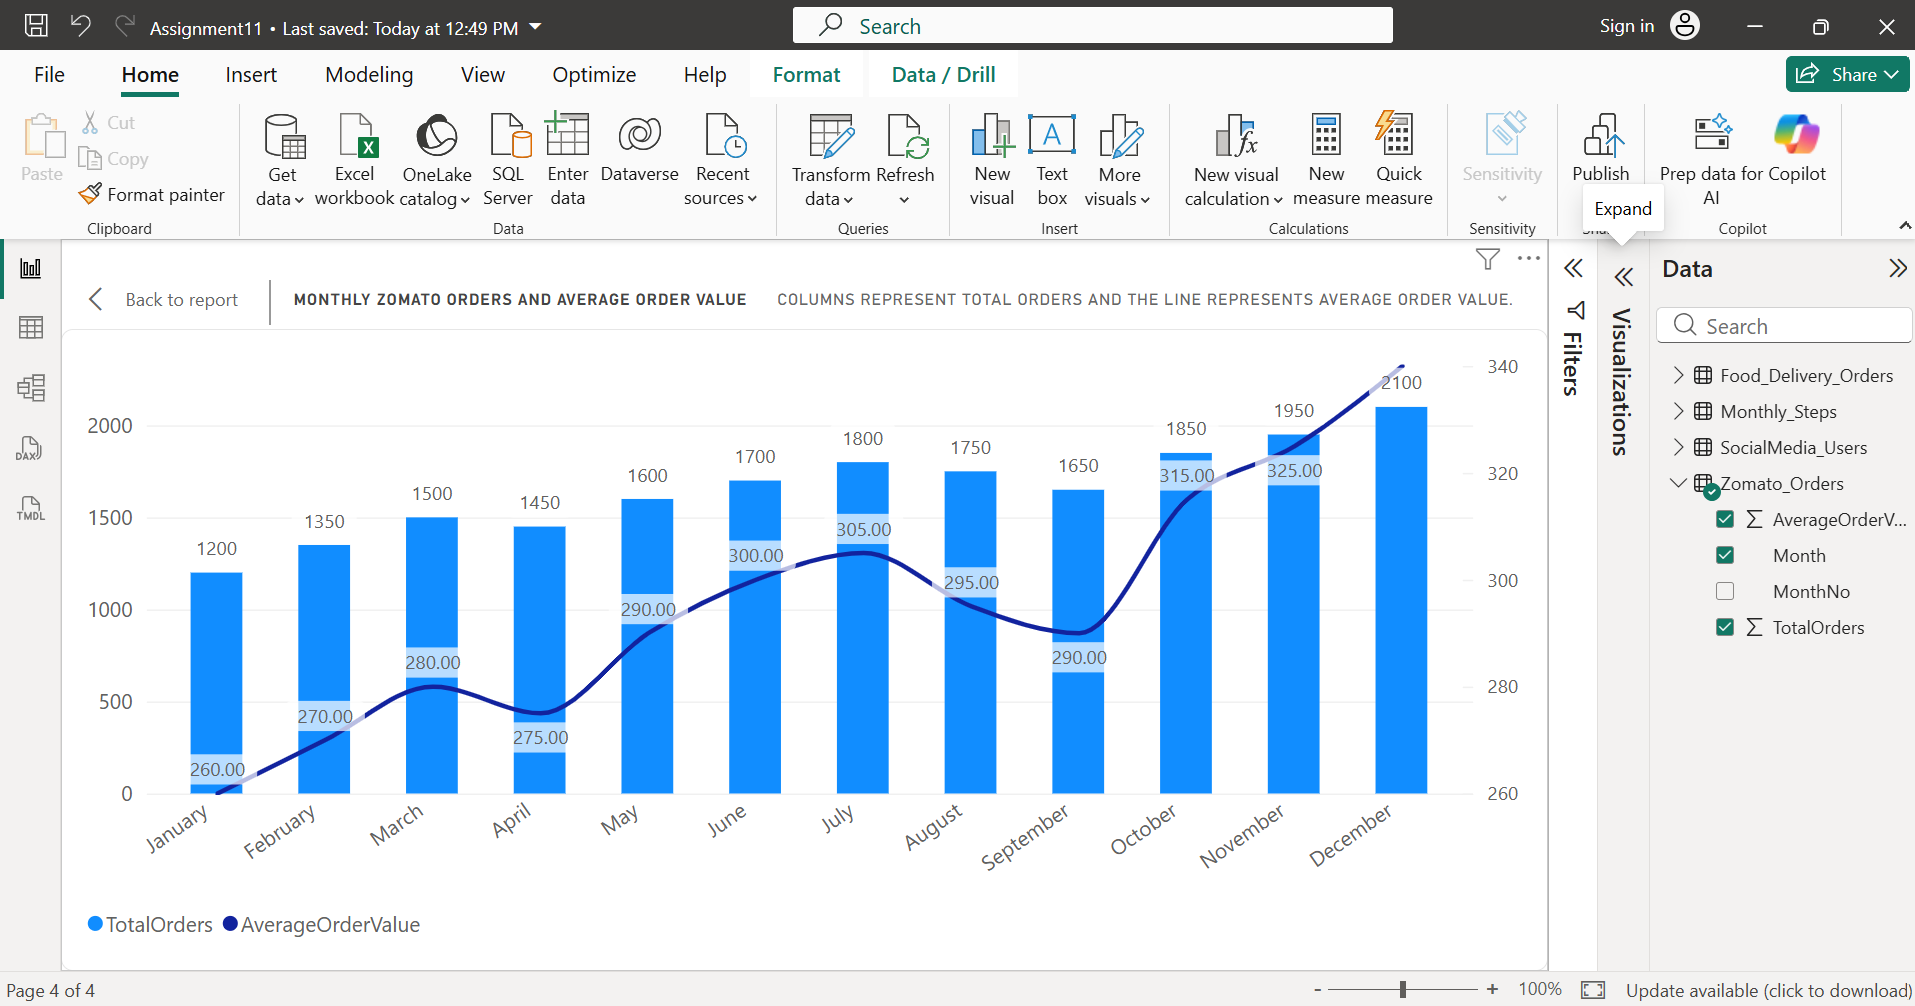 Assignment11 • Last saved: Today at 12:49 PM
Search
Sign in
File Home Insert Modeling View Optimize Help Format Data / Drill
Share
Paste
Cut
Copy
Format painter
Clipboard
Get data
Excel workbook
OneLake catalog
SQL Server
Enter data
Dataverse
Recent sources
Data
Transform data
Refresh
Queries
New visual
Text box
More visuals
Insert
New visual calculation
New measure
Quick measure
Calculations
Sensitivity
Sensitivity
Publish
Expand
Prep data for AI
Copilot
Copilot
Back to report
MONTHLY ZOMATO ORDERS AND AVERAGE ORDER VALUE
COLUMNS REPRESENT TOTAL ORDERS AND THE LINE REPRESENTS AVERAGE ORDER VALUE.
2000
1500
1000
500
0
340
320
300
280
260
1200
1350
1500
1450
1600
1700
1800
1750
1650
1850
1950
2100
260.00
270.00
280.00
275.00
290.00
300.00
305.00
295.00
290.00
315.00
325.00
January
February
March
April
May
June
July
August
September
October
November
December
TotalOrders
AverageOrderValue
Filters
Visualizations
Data
Search
Food_Delivery_Orders
Monthly_Steps
SocialMedia_Users
Zomato_Orders
AverageOrderV...
Month
MonthNo
TotalOrders
DAX
TMDL
Page 4 of 4
- + 100%
Update available (click to download)